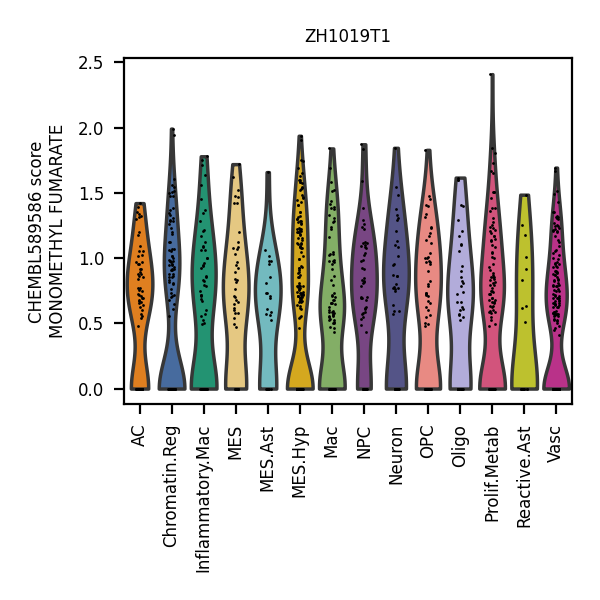 ZH1019T1
CHEMBL589586 score
MONOMETHYL FUMARATE
2.5
2.0
1.5
1.0
0.5
0.0
AC
Chromatin.Reg
Inflammatory.Mac
MES
MES.Ast
MES.Hyp
Mac
NPC
Neuron
OPC
Oligo
Prolif.Metab
Reactive.Ast
Vasc